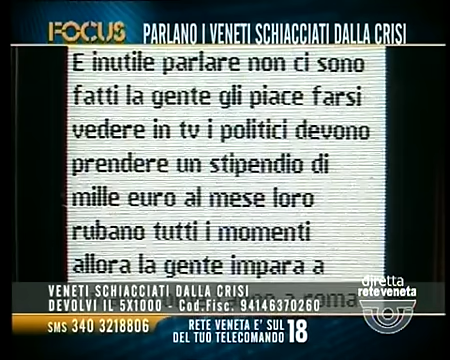 FOCUS PARLANO I VENETI SCHIACCIATI DALLA CRISI
E inutile parlare non ci sono
fatti la gente gli piace farsi
vedere in tv i politici devono
prendere un stipendio di
mille euro al mese loro
rubano tutti i momenti
allora la gente impara a
a roma
diretta
reteveneta
VENETI SCHIACCIATI DALLA CRISI
DEVOLVI IL 5X1000 - Cod.Fisc. 94146370260
SMS 340 3218806
RETE VENETA E' SUL
DEL TUO TELECOMANDO 18